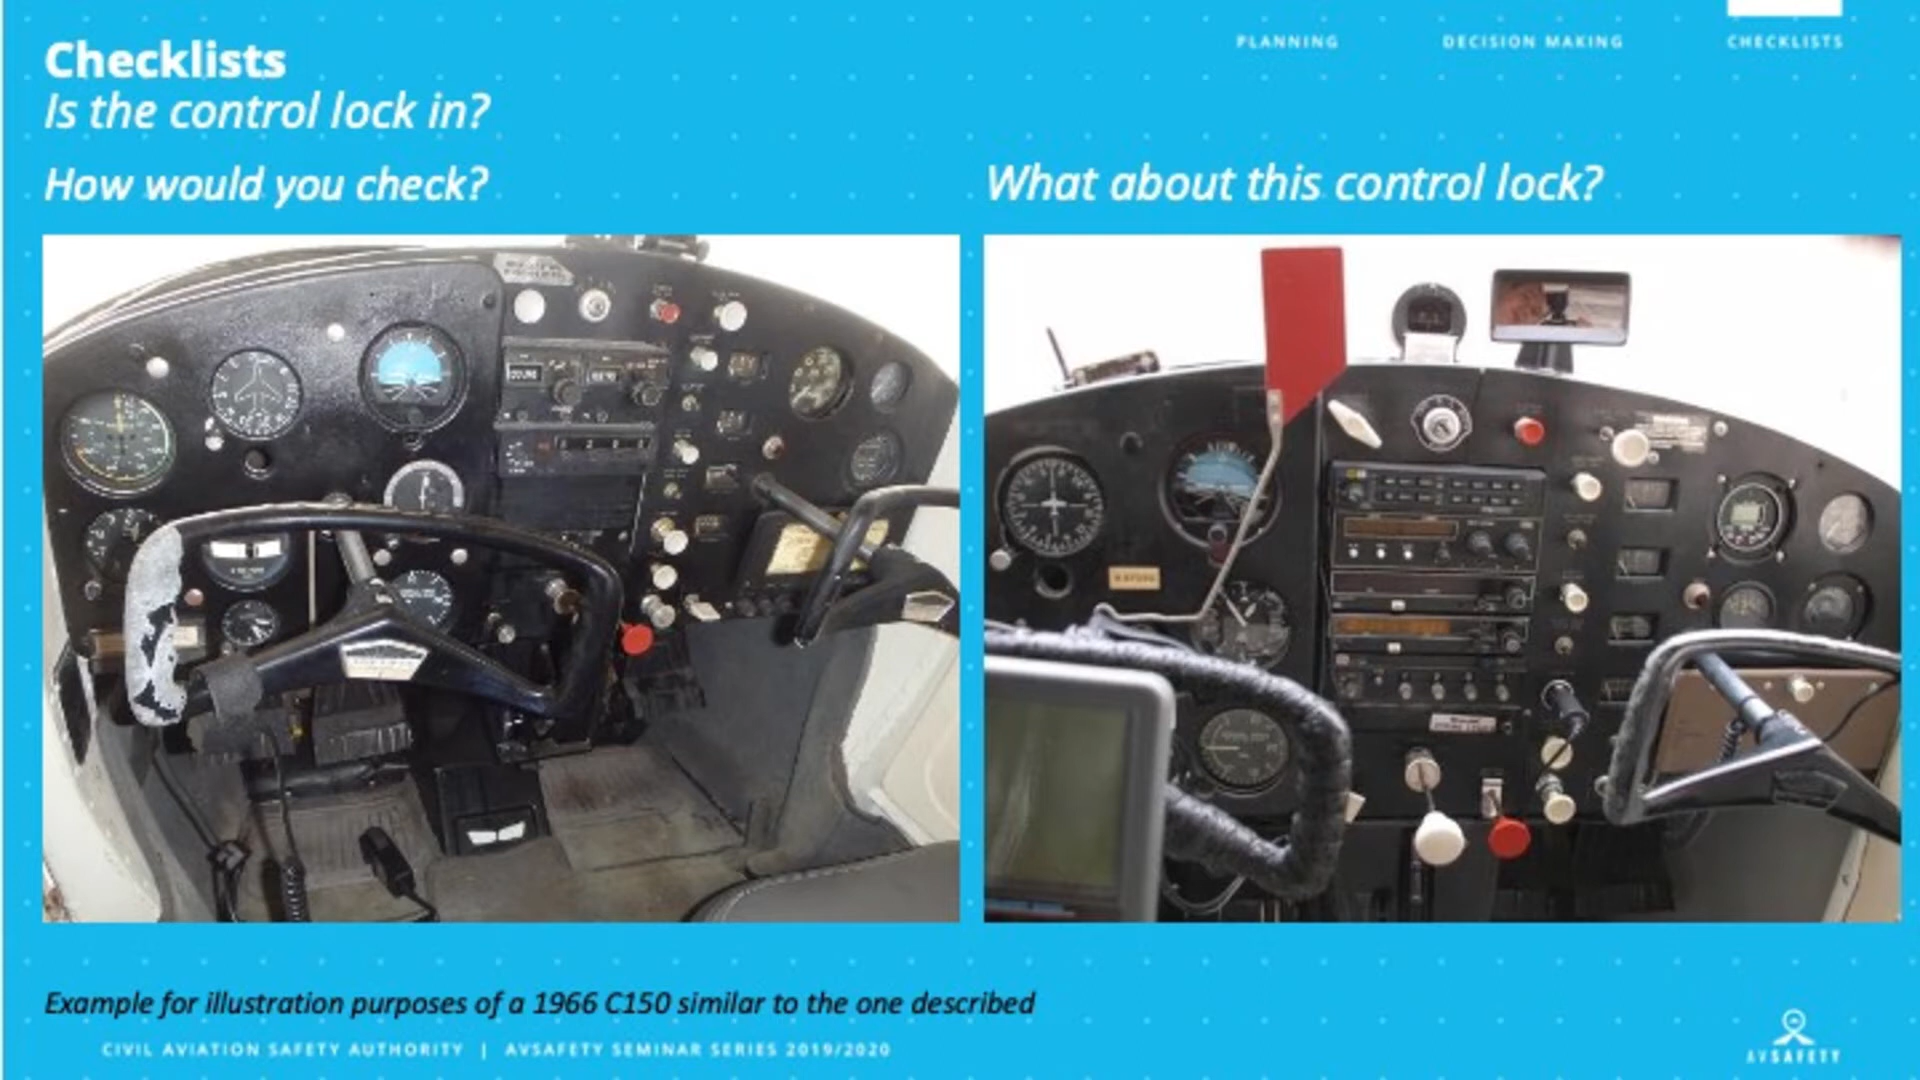 PLANNING
DECISION MAKING
CHECKLISTS
Checklists
Is the control lock in?
How would you check?
What about this control lock?
Example for illustration purposes of a 1966 C150 similar to the one described
CIVIL AVIATION SAFETY AUTHORITY | AVSAFETY SEMINAR SERIES 2019/2020
AVSAFETY